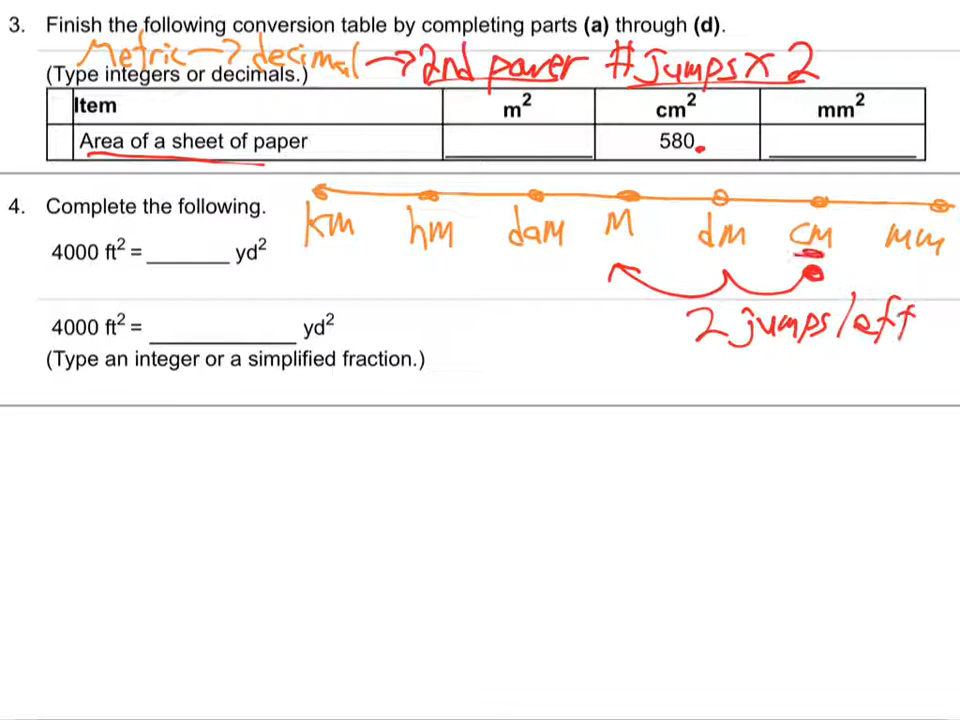 3. Finish the following conversion table by completing parts (a) through (d).
Metric → decimal → 2nd power # Jumps x 2
(Type integers or decimals.)
Item m² cm² mm²
Area of a sheet of paper 580.
4. Complete the following.
km hm dam M dm cm mm
4000 ft² = _______ yd²
2 jumps left
4000 ft² = ____________ yd²
(Type an integer or a simplified fraction.)